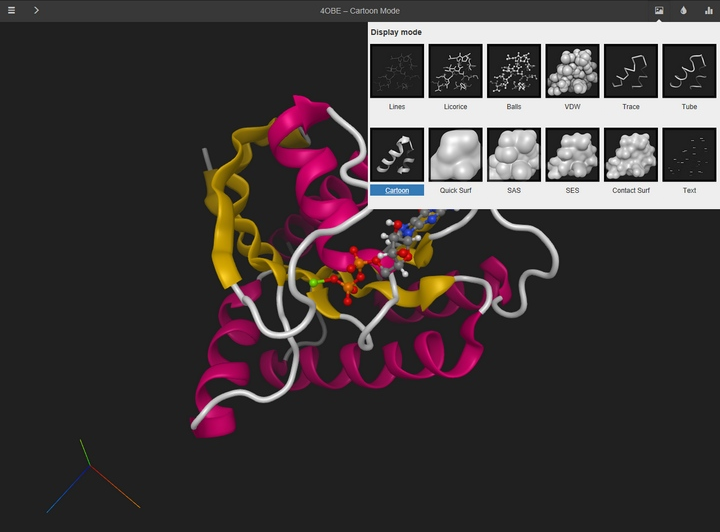 4OBE – Cartoon Mode
Display mode
Lines Licorice Balls VDW Trace Tube
Cartoon Quick Surf SAS SES Contact Surf Text